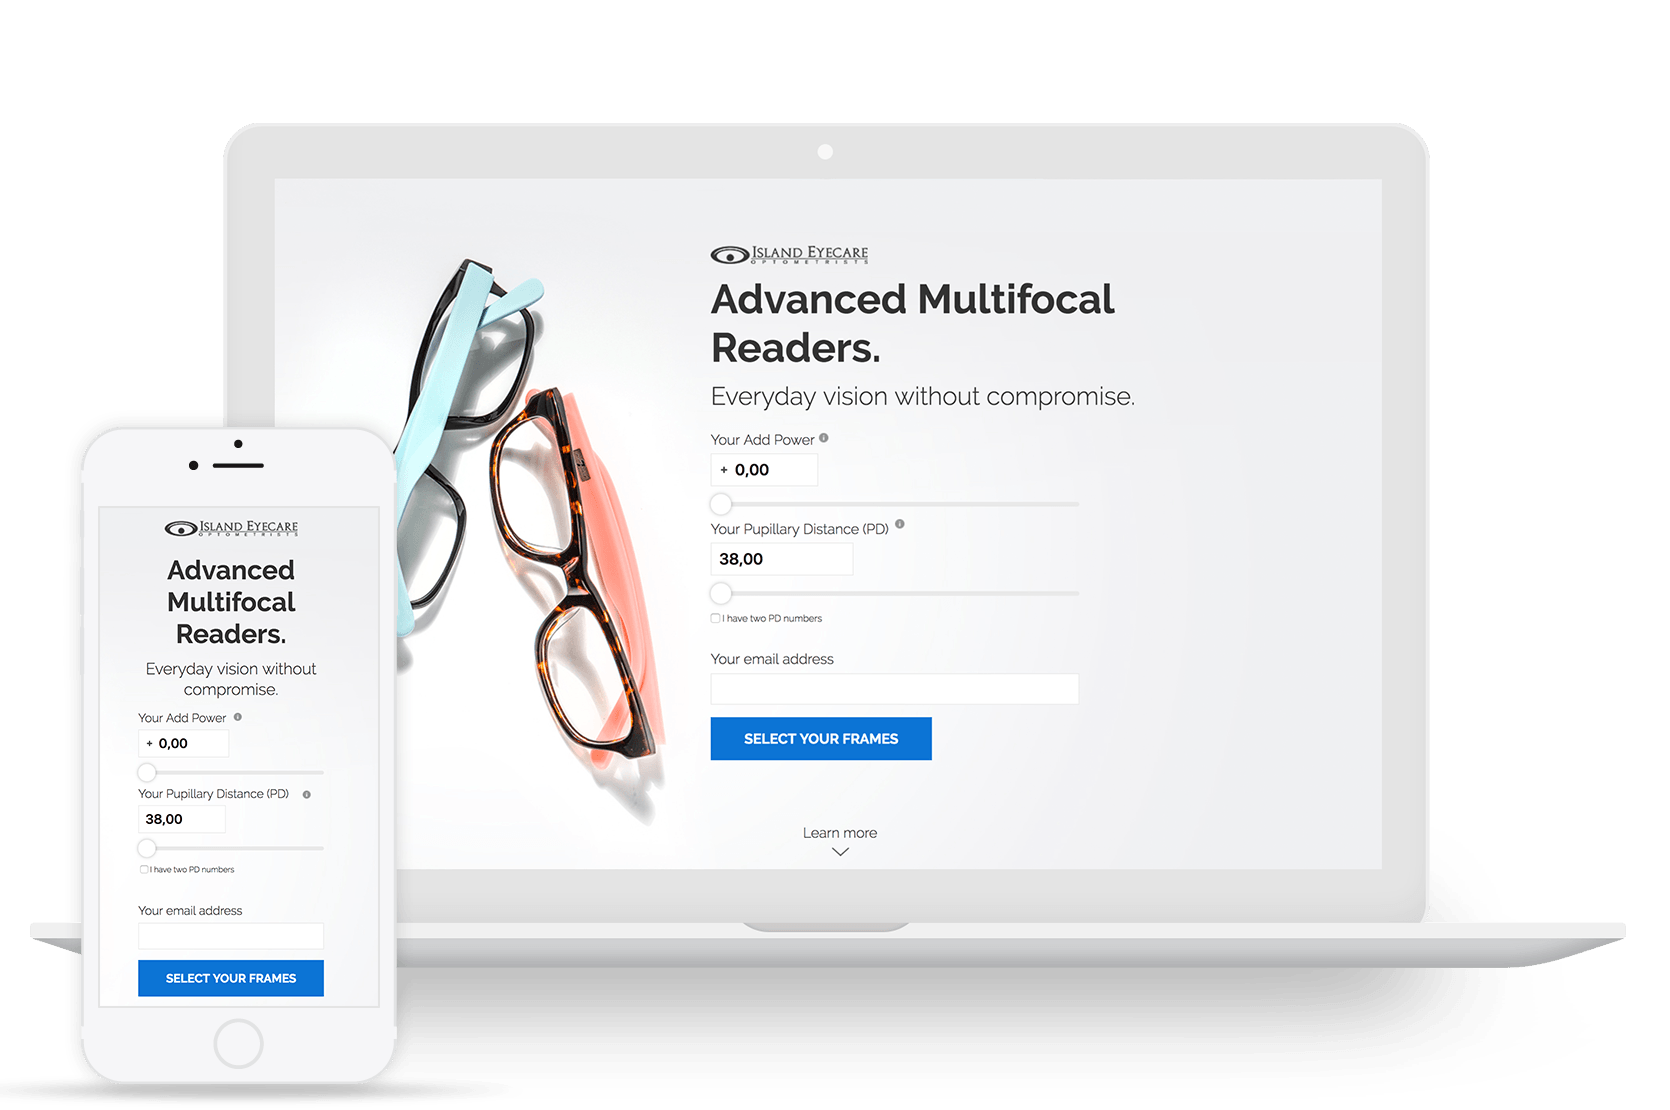 ISLAND EYECARE
OPTOMETRISTS
Advanced Multifocal
Readers.
Everyday vision without compromise.
Your Add Power
+ 0,00
Your Pupillary Distance (PD)
38,00
I have two PD numbers
Your email address
SELECT YOUR FRAMES
Learn more
ISLAND EYECARE
OPTOMETRISTS
Advanced
Multifocal
Readers.
Everyday vision without
compromise.
Your Add Power
+ 0,00
Your Pupillary Distance (PD)
38,00
I have two PD numbers
Your email address
SELECT YOUR FRAMES